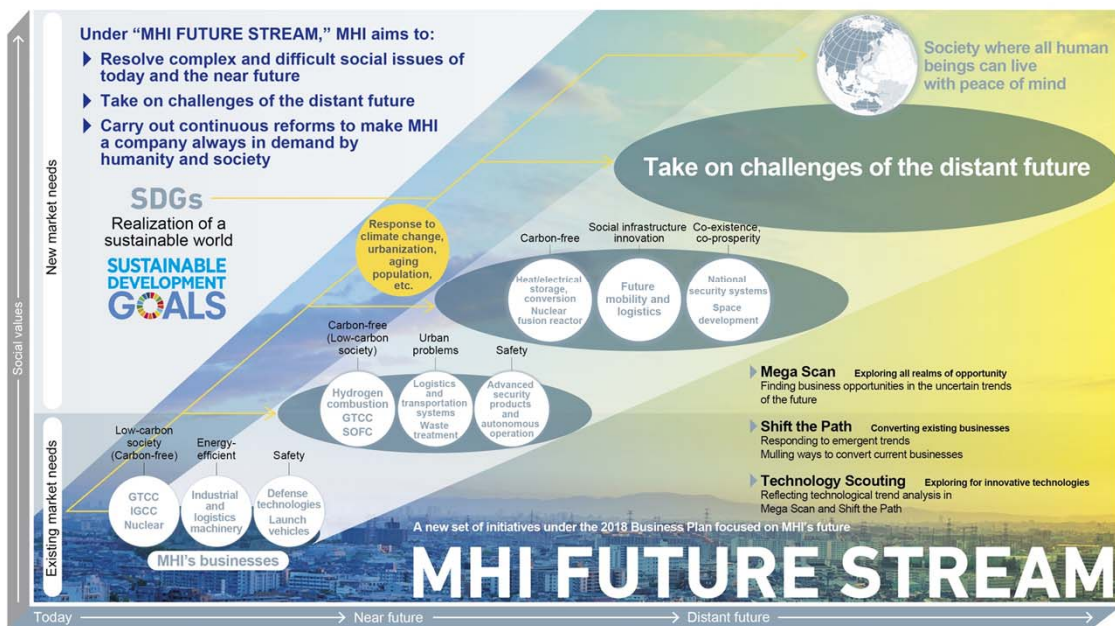 Under “MHI FUTURE STREAM,” MHI aims to:
Resolve complex and difficult social issues of
today and the near future
Take on challenges of the distant future
Carry out continuous reforms to make MHI
a company always in demand by
humanity and society
SDGs
Realization of a
sustainable world
SUSTAINABLE
DEVELOPMENT
GOALS
Society where all human
beings can live
with peace of mind
Take on challenges of the distant future
Response to
climate change,
urbanization,
aging
population,
etc.
Carbon-free
Heat/electrical
storage,
conversion
Nuclear
fusion reactor
Social infrastructure
innovation
Future
mobility and
logistics
Co-existence,
co-prosperity
National
security systems
Space
development
Carbon-free
(Low-carbon
society)
Hydrogen
combustion
GTCC
SOFC
Urban
problems
Logistics
and
transportation
systems
Waste
treatment
Safety
Advanced
security
products
and
autonomous
operation
Low-carbon
society
(Carbon-free)
GTCC
IGCC
Nuclear
Energy-
efficient
Industrial
and
logistics
machinery
Safety
Defense
technologies
Launch
vehicles
MHI’s businesses
Mega Scan Exploring all realms of opportunity
Finding business opportunities in the uncertain trends
of the future
Shift the Path Converting existing businesses
Responding to emergent trends
Mulling ways to convert current businesses
Technology Scouting Exploring for innovative technologies
Reflecting technological trend analysis in
Mega Scan and Shift the Path
A new set of initiatives under the 2018 Business Plan focused on MHI’s future
MHI FUTURE STREAM
Social values
New market needs
Existing market needs
Today
Near future
Distant future